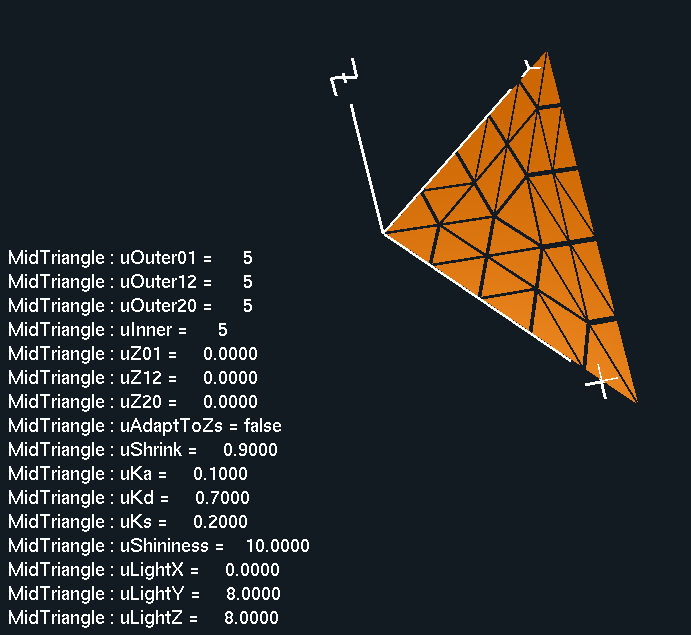 Z
Y
MidTriangle : uOuter01 = 5
MidTriangle : uOuter12 = 5
MidTriangle : uOuter20 = 5
MidTriangle : uInner = 5
MidTriangle : uZ01 = 0.0000
MidTriangle : uZ12 = 0.0000
MidTriangle : uZ20 = 0.0000
X
MidTriangle : uAdaptToZs = false
MidTriangle : uShrink = 0.9000
MidTriangle : uKa = 0.1000
MidTriangle : uKd = 0.7000
MidTriangle : uKs = 0.2000
MidTriangle : uShininess = 10.0000
MidTriangle : uLightX = 0.0000
MidTriangle : uLightY = 8.0000
MidTriangle : uLightZ = 8.0000